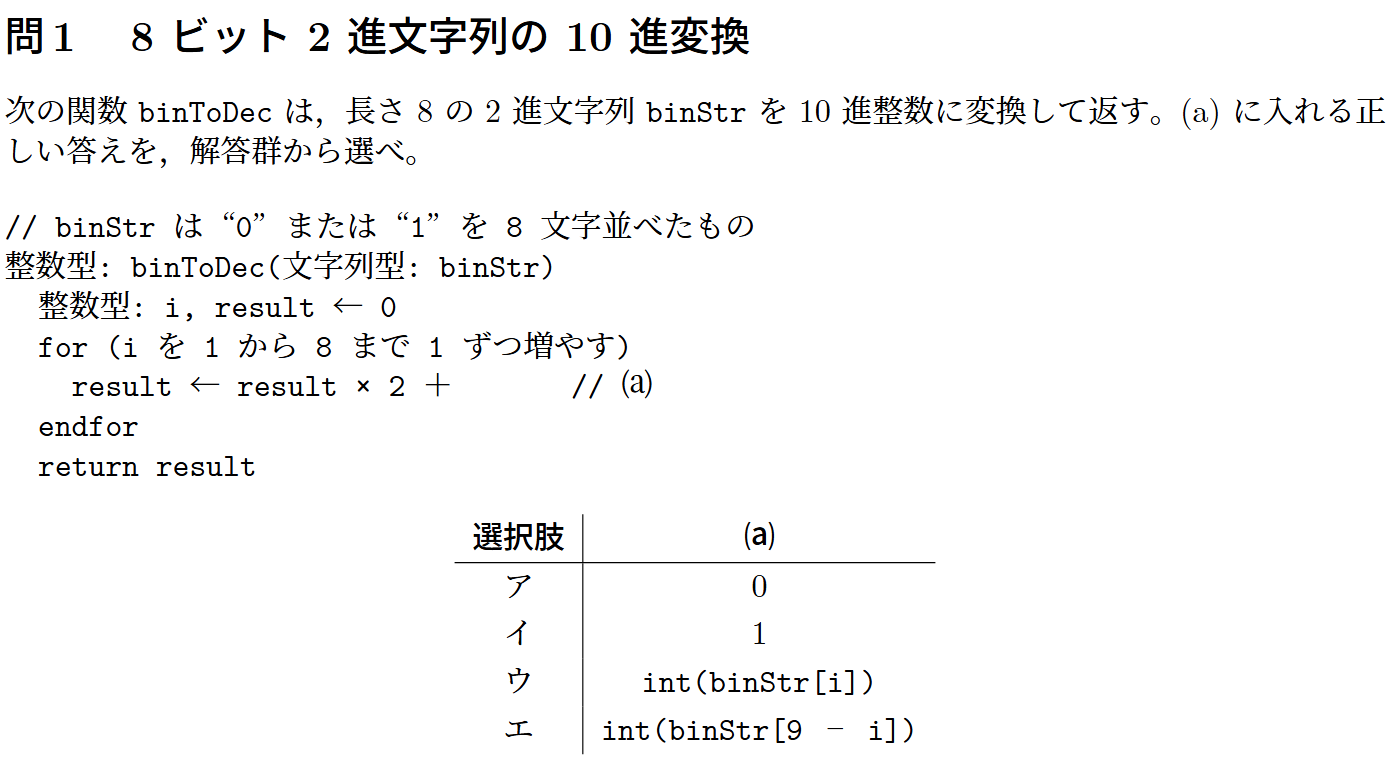 問1 8 ビット 2 進文字列の 10 進変換
次の関数 binToDec は，長さ 8 の 2 進文字列 binStr を 10 進整数に変換して返す。(a) に入れる正
しい答えを，解答群から選べ。
// binStr は “0” または “1” を 8 文字並べたもの
整数型: binToDec(文字列型: binStr)
整数型: i, result ← 0
for (i を 1 から 8 まで 1 ずつ増やす)
result ← result × 2 ＋ // (a)
endfor
return result
選択肢 (a)
ア 0
イ 1
ウ int(binStr[i])
エ int(binStr[9 − i])